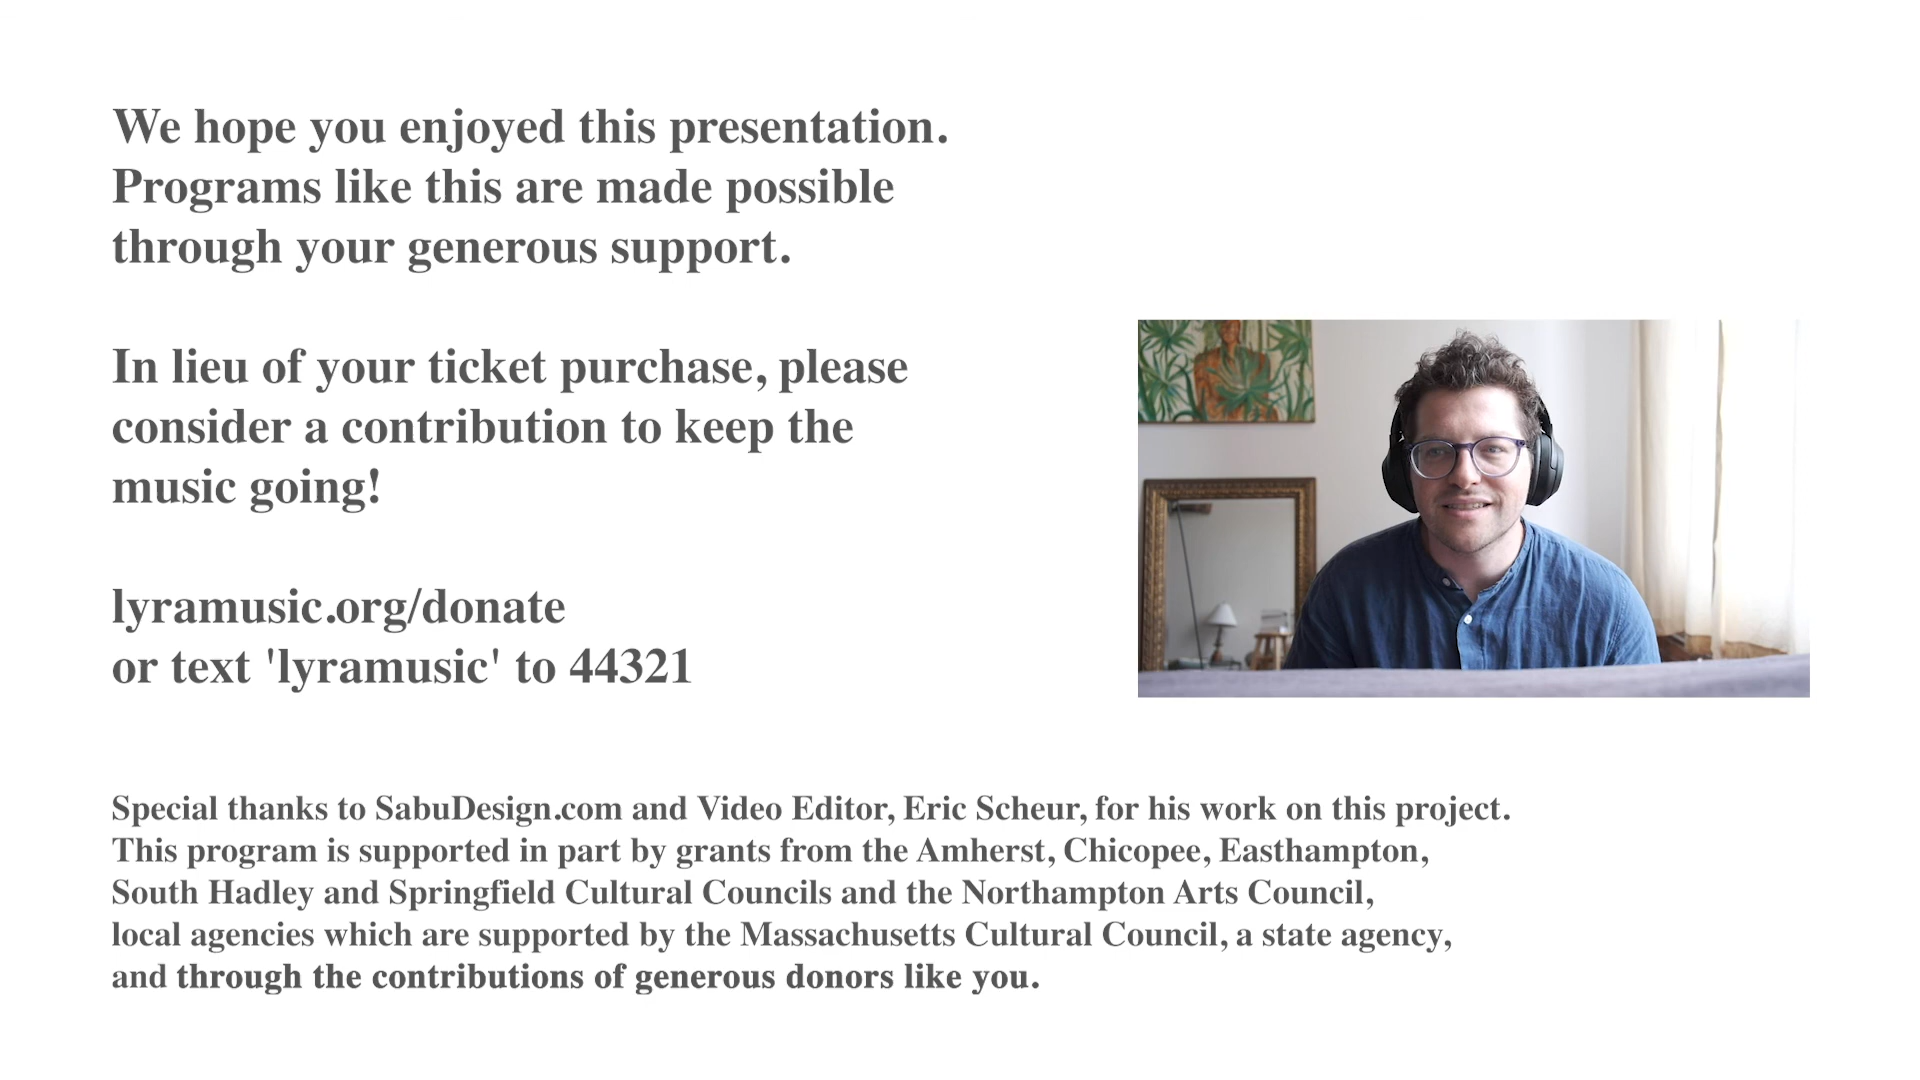 We hope you enjoyed this presentation.
Programs like this are made possible
through your generous support.
In lieu of your ticket purchase, please
consider a contribution to keep the
music going!
lyramusic.org/donate
or text 'lyramusic' to 44321
Special thanks to SabuDesign.com and Video Editor, Eric Scheur, for his work on this project.
This program is supported in part by grants from the Amherst, Chicopee, Easthampton,
South Hadley and Springfield Cultural Councils and the Northampton Arts Council,
local agencies which are supported by the Massachusetts Cultural Council, a state agency,
and through the contributions of generous donors like you.